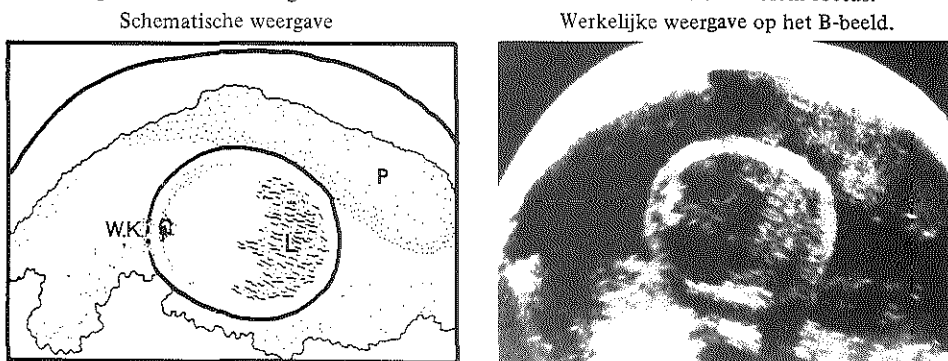 Schematische weergave
Werkelijke weergave op het B-beeld.
P
W.K.
L